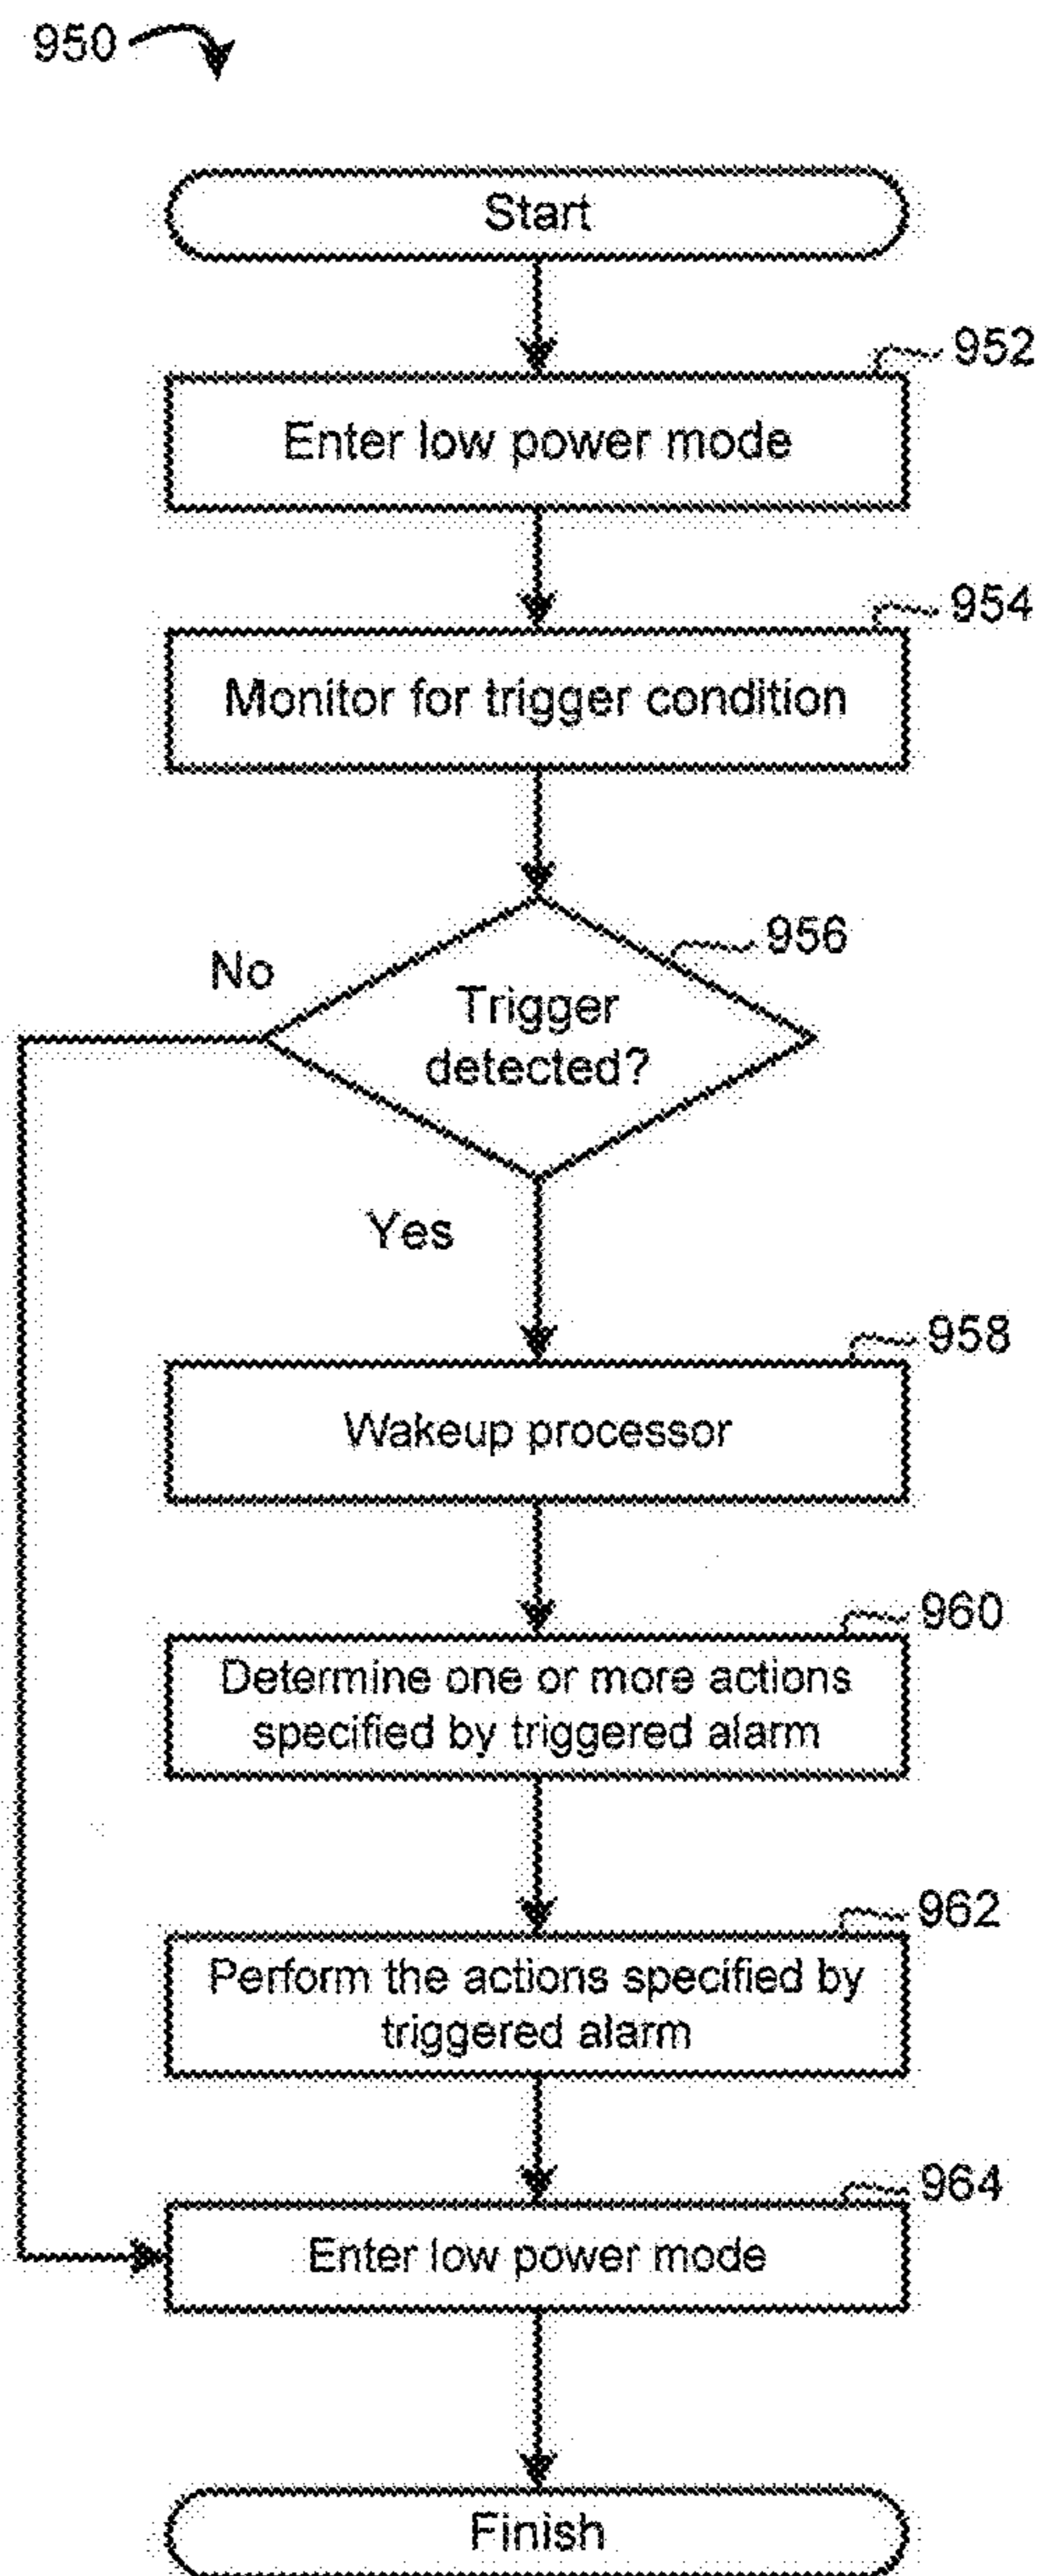 950
Start
952
Enter low power mode
954
Monitor for trigger condition
956
No
Trigger
detected?
Yes
958
Wakeup processor
960
Determine one or more actions
specified by triggered alarm
962
Perform the actions specified by
triggered alarm
964
Enter low power mode
Finish